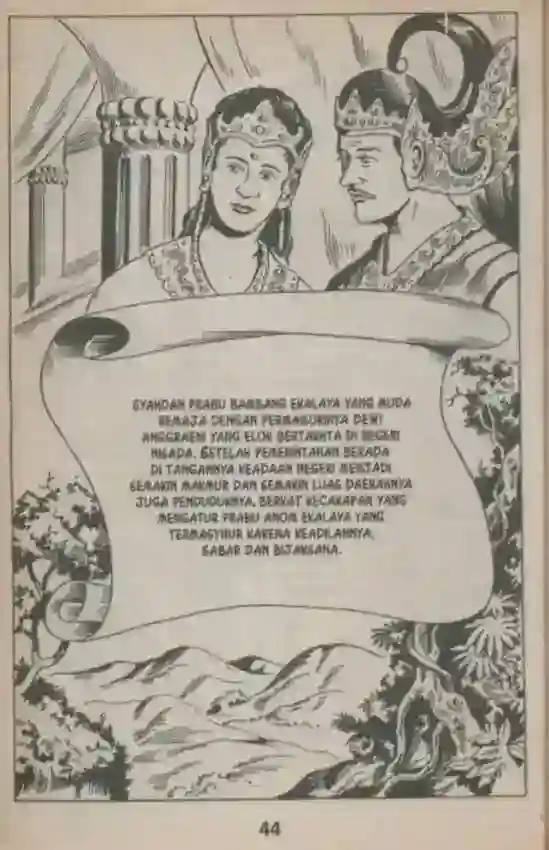 SYAHDAN PRABU BAMBANG EKALAYA YANG MUDA
REMAJA DENGAN PERMAISURINYA DEWI
ANGGRAENI YANG ELOK BERTAHTA DI NEGERI
NISADA. SETELAH PEMERINTAHAN BERADA
DI TANGANNYA KEADAAN NEGERI MENJADI
SEMAKIN MAKMUR DAN SEMAKIN LUAS DAERAHNYA
JUGA PENDUDUKNYA, BERKAT KECAKAPAN YANG
MENGATUR PRABU ANOM EKALAYA YANG
TERMASYHUR KARENA KEADILANNYA,
SABAR DAN BIJAKSANA.
44